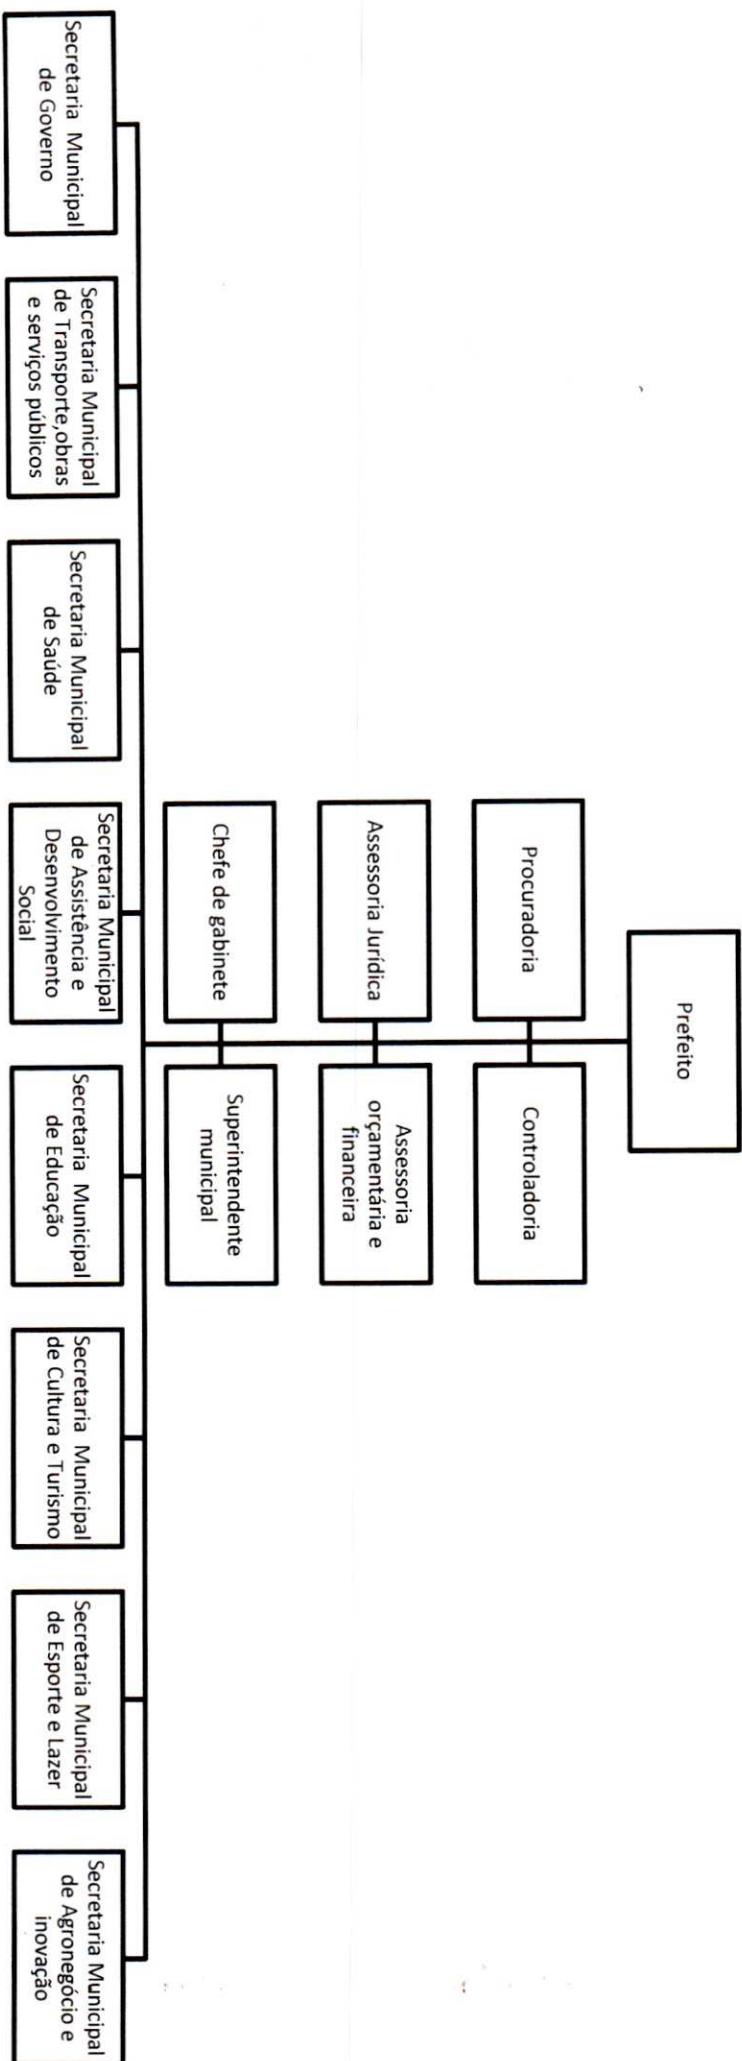 Prefeito
Procuradoria
Controladoria
Assessoria Jurídica
Assessoria
orçamentária e
financeira
Chefe de gabinete
Superintendente
municipal
Secretaria Municipal
de Governo
Secretaria Municipal
de Transporte,obras
e serviços públicos
Secretaria Municipal
de Saúde
Secretaria Municipal
de Assistência e
Desenvolvimento
Social
Secretaria Municipal
de Educação
Secretaria Municipal
de Cultura e Turismo
Secretaria Municipal
de Esporte e Lazer
Secretaria Municipal
de Agronegócio e
inovação